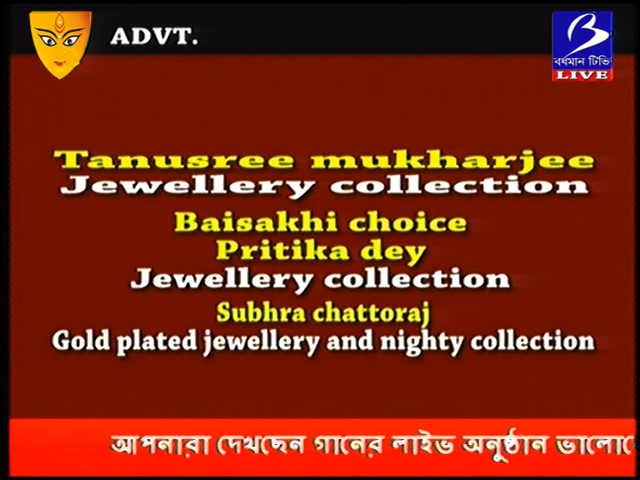 ADVT.
বর্ধমান টিভি
LIVE
Tanusree mukharjee
Jewellery collection
Baisakhi choice
Pritika dey
Jewellery collection
Subhra chattoraj
Gold plated jewellery and nighty collection
আপনারা দেখছেন গানের লাইভ অনুষ্ঠান